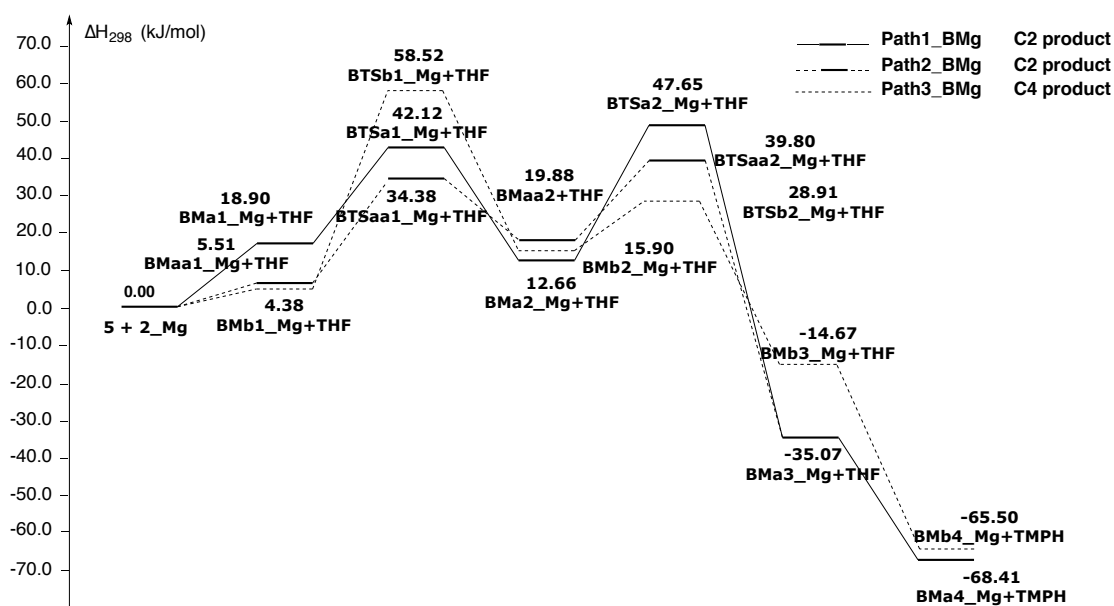 ΔH298 (kJ/mol)
70.0
60.0
50.0
40.0
30.0
20.0
10.0
0.0
-10.0
-20.0
-30.0
-40.0
-50.0
-60.0
-70.0
Path1_BMg C2 product
Path2_BMg C2 product
Path3_BMg C4 product
0.00
5 + 2_Mg
18.90
BMa1_Mg+THF
5.51
BMaa1_Mg+THF
4.38
BMb1_Mg+THF
58.52
BTSb1_Mg+THF
42.12
BTSa1_Mg+THF
34.38
BTSaa1_Mg+THF
19.88
BMaa2+THF
12.66
BMa2_Mg+THF
15.90
BMb2_Mg+THF
47.65
BTSa2_Mg+THF
39.80
BTSaa2_Mg+THF
28.91
BTSb2_Mg+THF
-14.67
BMb3_Mg+THF
-35.07
BMa3_Mg+THF
-65.50
BMb4_Mg+TMPH
-68.41
BMa4_Mg+TMPH